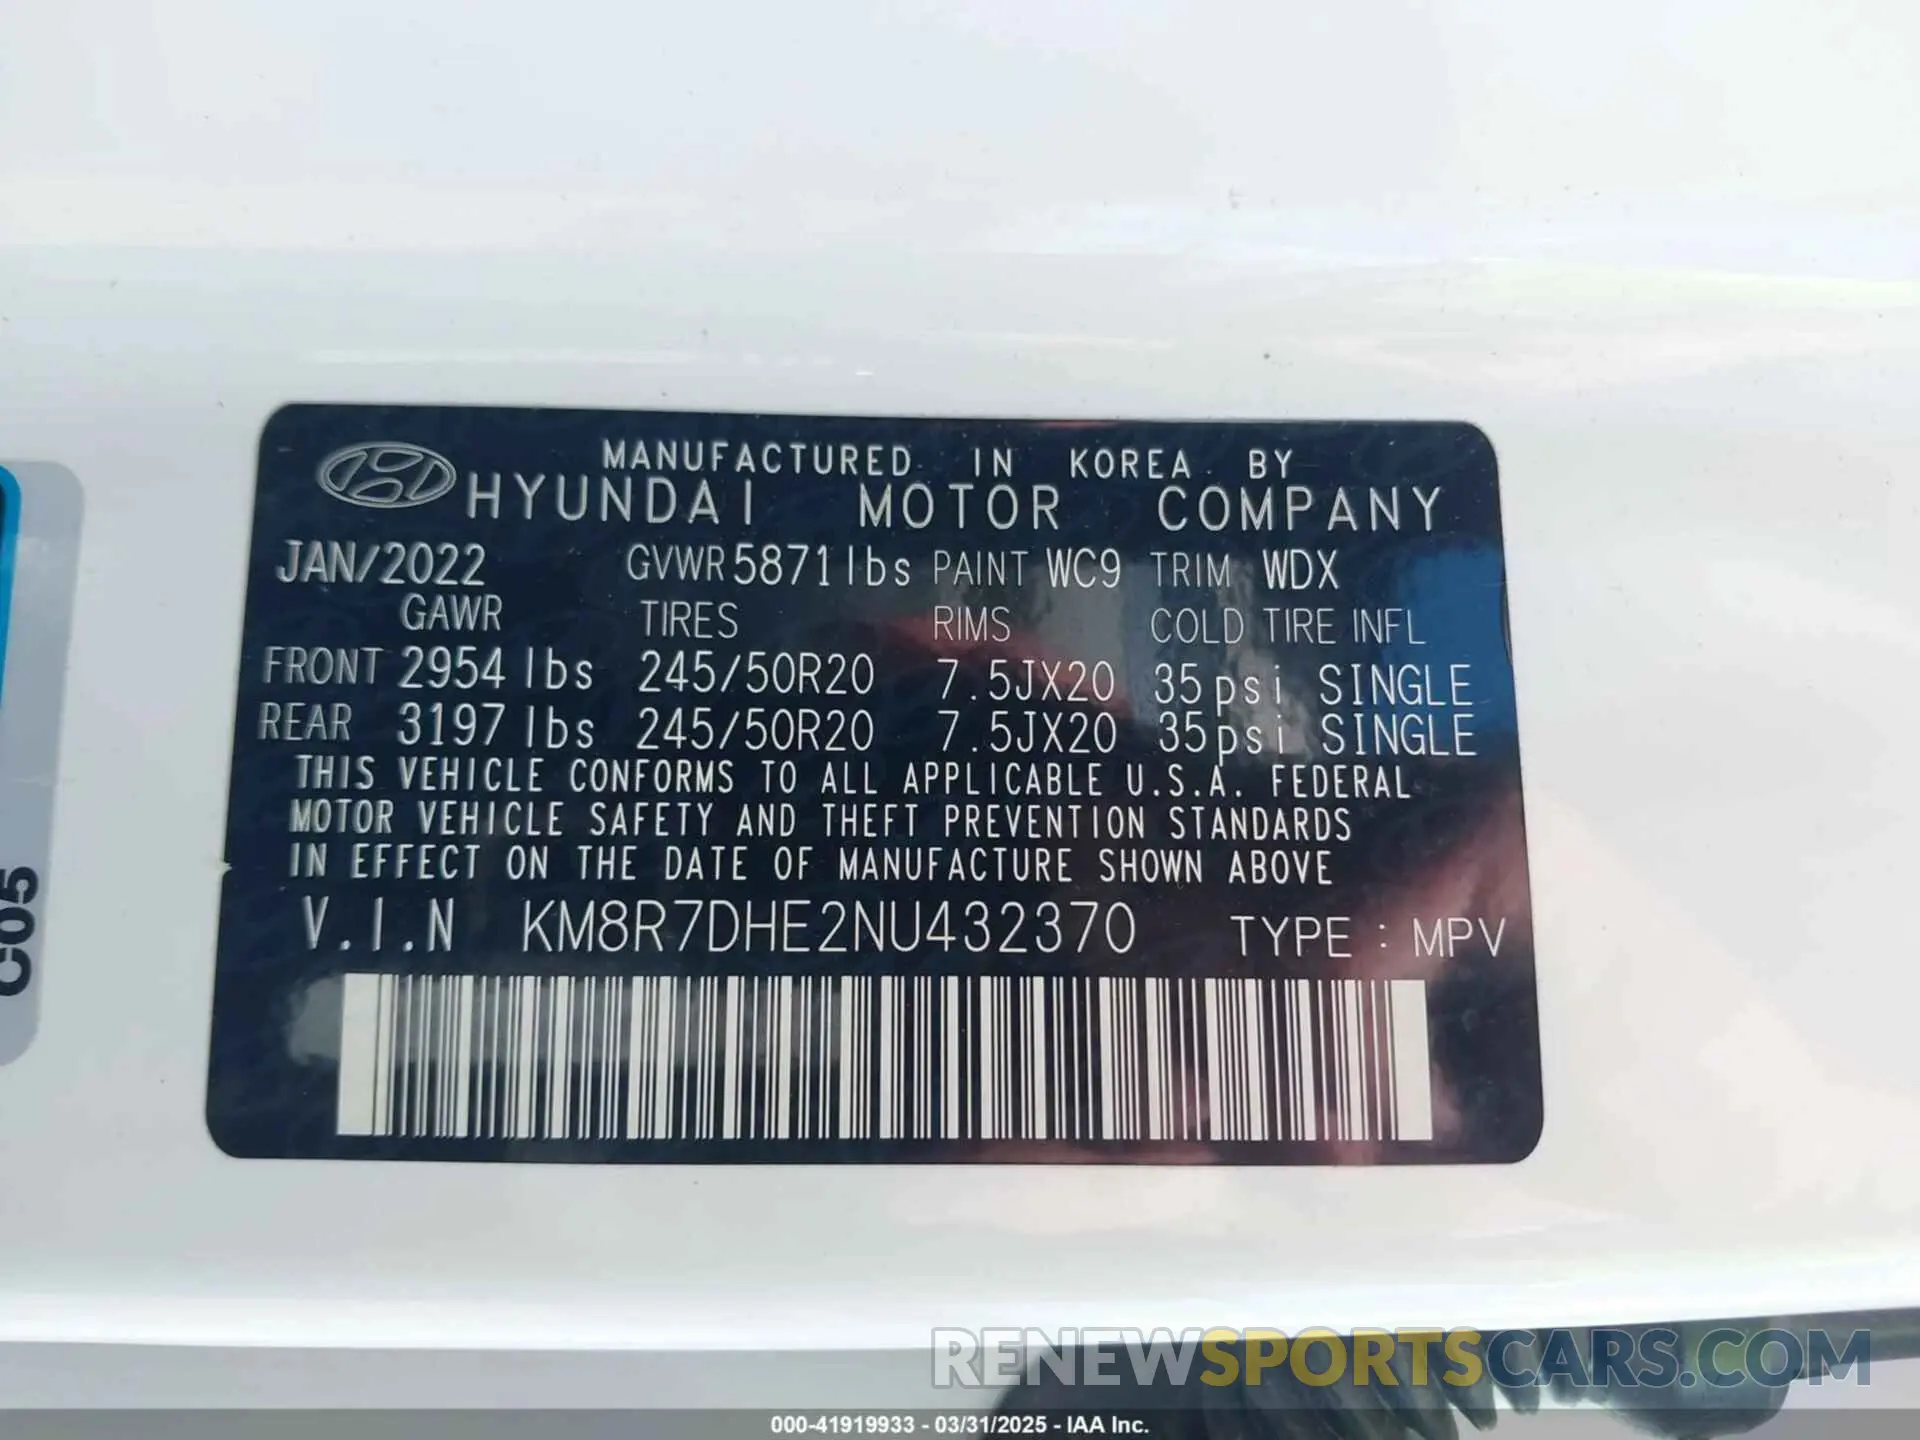 MANUFACTURED IN KOREA BY
HYUNDAI MOTOR COMPANY
JAN/2022 GVWR 5871lbs PAINT WC9 TRIM WDX
GAWR TIRES RIMS COLD TIRE INFL
FRONT 2954 lbs 245/50R20 7.5JX20 35psi SINGLE
REAR 3197 lbs 245/50R20 7.5JX20 35psi SINGLE
THIS VEHICLE CONFORMS TO ALL APPLICABLE U.S.A. FEDERAL
MOTOR VEHICLE SAFETY AND THEFT PREVENTION STANDARDS
IN EFFECT ON THE DATE OF MANUFACTURE SHOWN ABOVE
V.I.N KM8R7DHE2NU432370 TYPE : MPV
C05
RENEWSPORTSCARS.COM
000-41919933 - 03/31/2025 - IAA Inc.